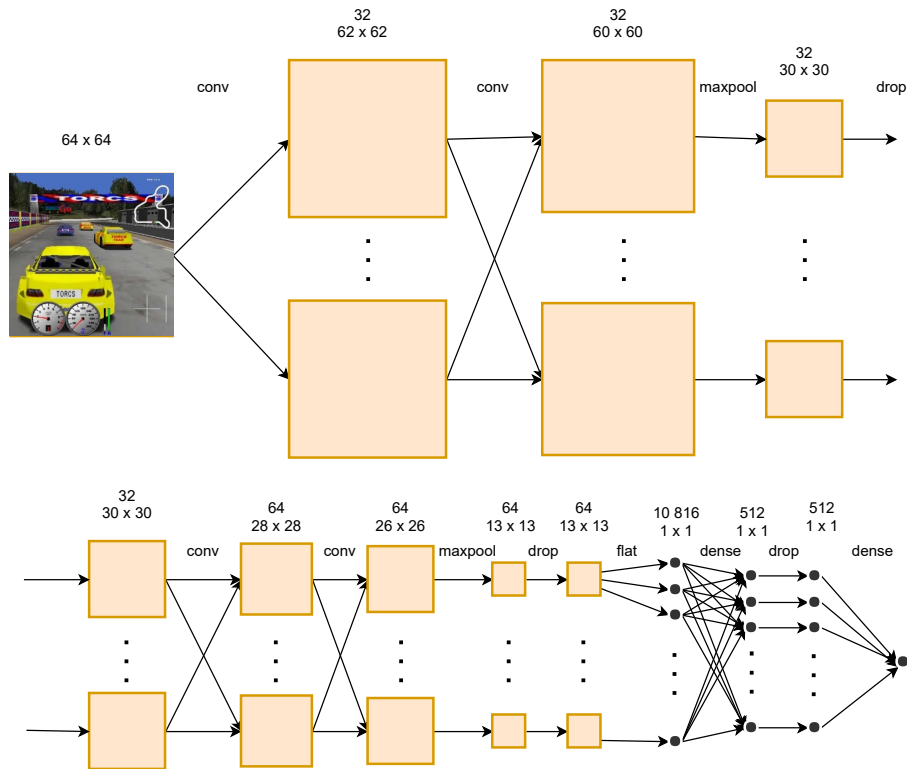 32
62 x 62
32
60 x 60
32
30 x 30
conv
conv
maxpool
drop
64 x 64
TORCS
TORCS
32
30 x 30
64
28 x 28
64
26 x 26
64
13 x 13
64
13 x 13
10 816
1 x 1
512
1 x 1
512
1 x 1
conv
conv
maxpool
drop
flat
dense
drop
dense